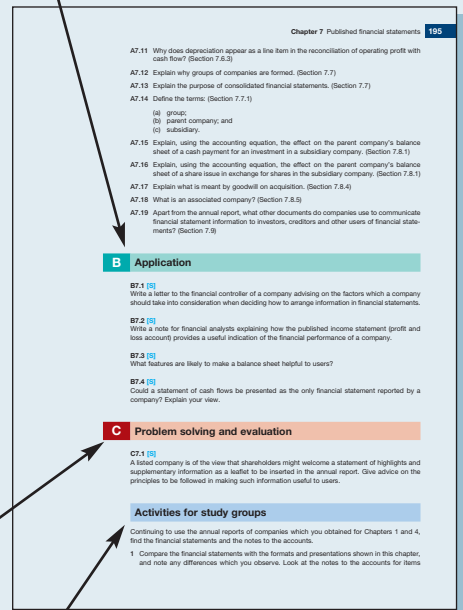 Chapter 7 Published financial statements 195
A7.11 Why does depreciation appear as a line item in the reconciliation of operating profit with
cash flow? (Section 7.6.3)
A7.12 Explain why groups of companies are formed. (Section 7.7)
A7.13 Explain the purpose of consolidated financial statements. (Section 7.7)
A7.14 Define the terms: (Section 7.7.1)
(a) group;
(b) parent company; and
(c) subsidiary.
A7.15 Explain, using the accounting equation, the effect on the parent company's balance
sheet of a cash payment for an investment in a subsidiary company. (Section 7.8.1)
A7.16 Explain, using the accounting equation, the effect on the parent company's balance
sheet of a share issue in exchange for shares in the subsidiary company. (Section 7.8.1)
A7.17 Explain what is meant by goodwill on acquisition. (Section 7.8.4)
A7.18 What is an associated company? (Section 7.8.5)
A7.19 Apart from the annual report, what other documents do companies use to communicate
financial statement information to investors, creditors and other users of financial state-
ments? (Section 7.9)
B Application
B7.1 [S]
Write a letter to the financial controller of a company advising on the factors which a company
should take into consideration when deciding how to arrange information in financial statements.
B7.2 [S]
Write a note for financial analysts explaining how the published income statement (profit and
loss account) provides a useful indication of the financial performance of a company.
B7.3 [S]
What features are likely to make a balance sheet helpful to users?
B7.4 [S]
Could a statement of cash flows be presented as the only financial statement reported by a
company? Explain your view.
C Problem solving and evaluation
C7.1 [S]
A listed company is of the view that shareholders might welcome a statement of highlights and
supplementary information as a leaflet to be inserted in the annual report. Give advice on the
principles to be followed in making such information useful to users.
Activities for study groups
Continuing to use the annual reports of companies which you obtained for Chapters 1 and 4,
find the financial statements and the notes to the accounts.
1 Compare the financial statements with the formats and presentations shown in this chapter,
and note any differences which you observe. Look at the notes to the accounts for items